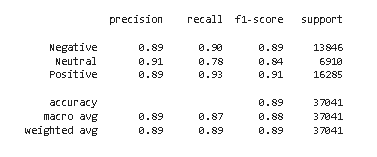 precision recall f1-score support
Negative 0.89 0.90 0.89 13846
Neutral 0.91 0.78 0.84 6910
Positive 0.89 0.93 0.91 16285
accuracy 0.89 37041
macro avg 0.89 0.87 0.88 37041
weighted avg 0.89 0.89 0.89 37041